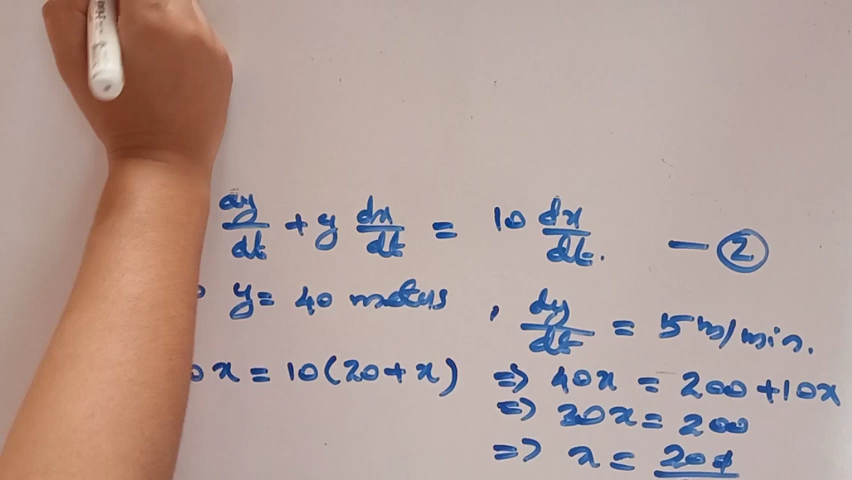 dy/dt + y dx/dt = 10 dx/dt. — ②
y = 40 meters, dy/dt = 5 m/min.
x = 10(20 + x) ⇒ 40x = 200 + 10x
⇒ 30x = 200
⇒ x = 200